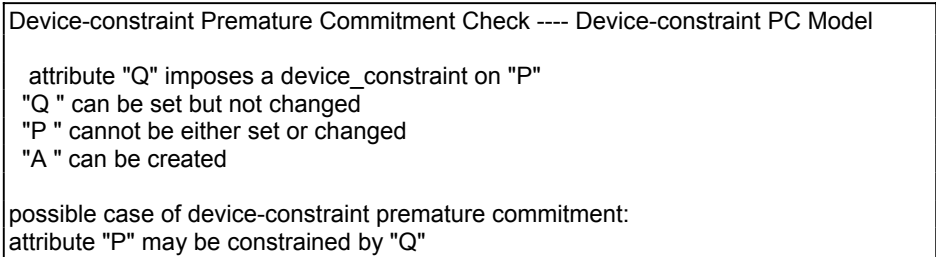 Device-constraint Premature Commitment Check ---- Device-constraint PC Model
attribute "Q" imposes a device_constraint on "P"
"Q " can be set but not changed
"P " cannot be either set or changed
"A " can be created
possible case of device-constraint premature commitment:
attribute "P" may be constrained by "Q"